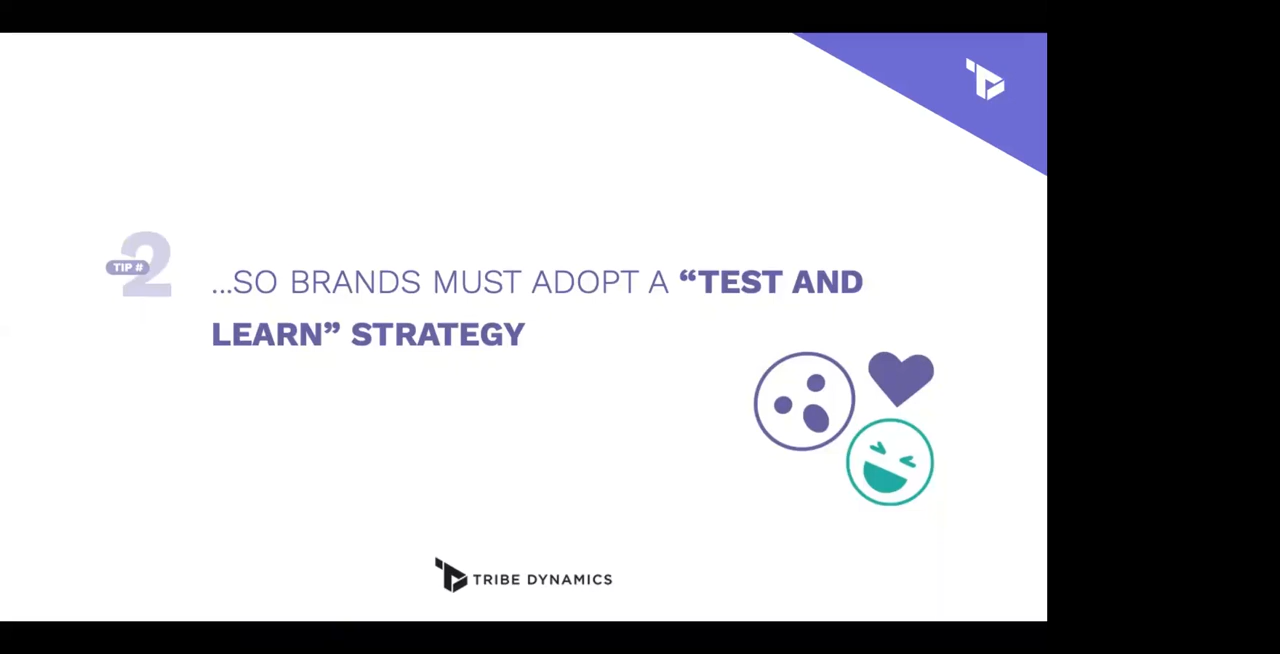 TIP #
2
...SO BRANDS MUST ADOPT A “TEST AND
LEARN” STRATEGY
TRIBE DYNAMICS